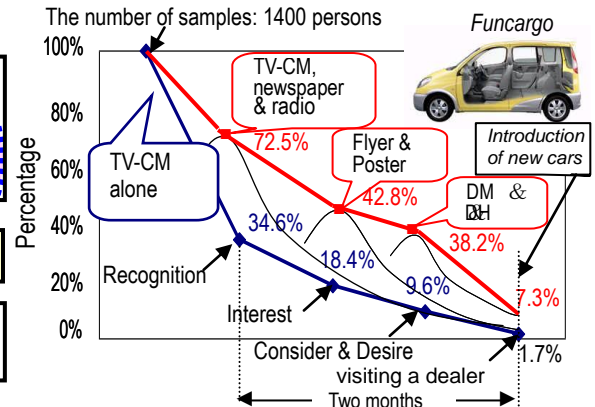 The number of samples: 1400 persons
Funcargo
100%
80%
60%
40%
20%
0%
Percentage
TV-CM,
newspaper
& radio
72.5%
TV-CM
alone
Flyer &
Poster
42.8%
Introduction
of new cars
DM &
DH
38.2%
34.6%
18.4%
9.6%
7.3%
1.7%
Recognition
Interest
Consider & Desire
visiting a dealer
Two months